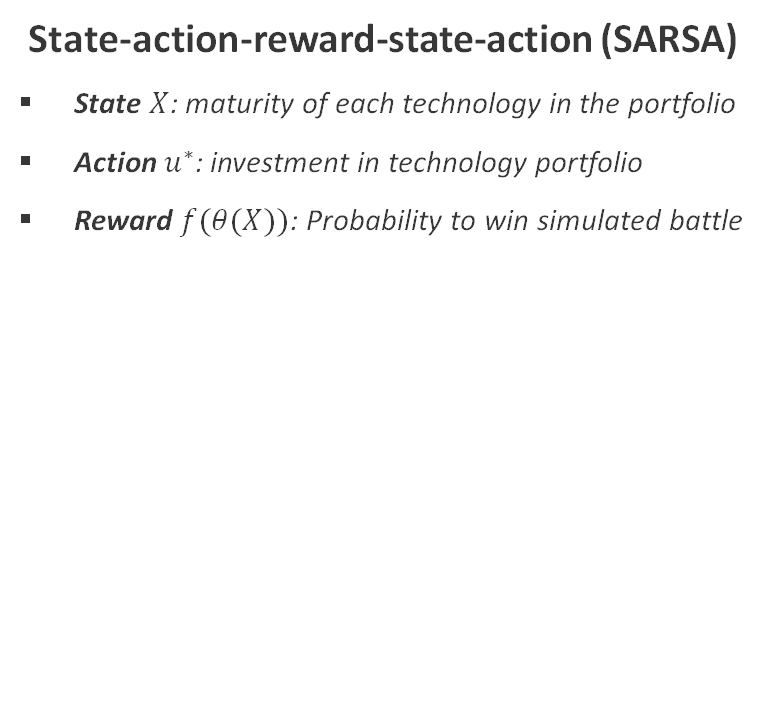 State-action-reward-state-action (SARSA)
▪ State X: maturity of each technology in the portfolio
▪ Action u*: investment in technology portfolio
▪ Reward f(θ(X)): Probability to win simulated battle